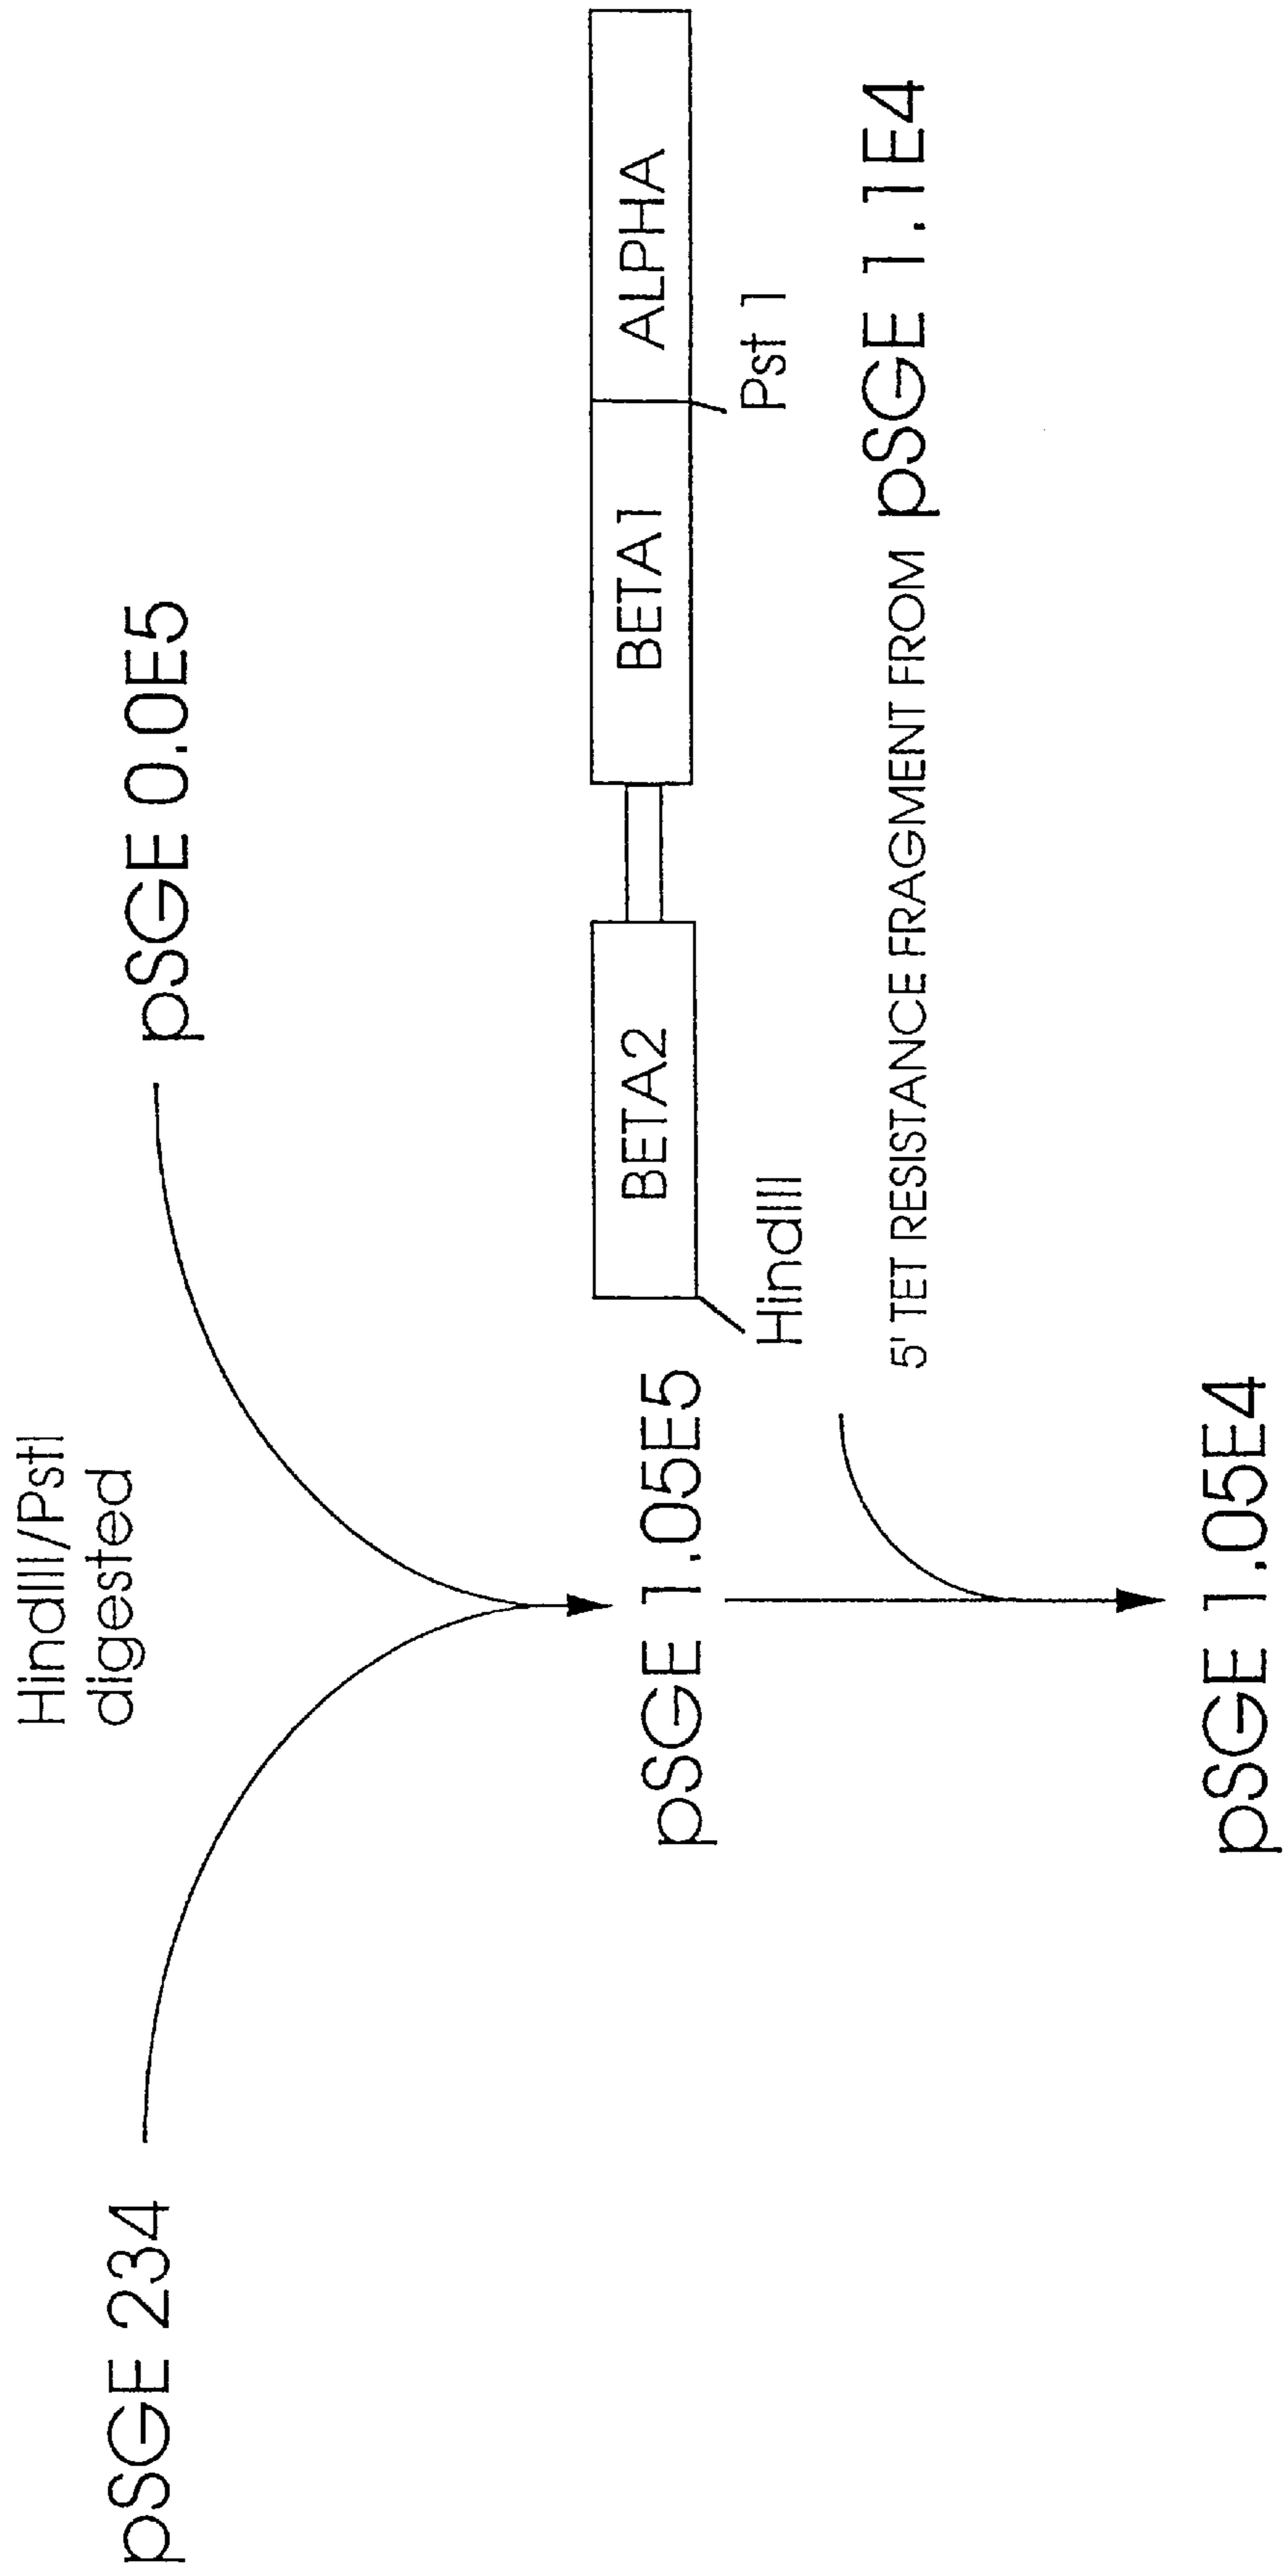 HindIII/PstI
digested
pSGE 234
pSGE 0.0E5
pSGE 1.05E5
BETA2
BETA1
ALPHA
HindIII
Pst 1
5' TET RESISTANCE FRAGMENT FROM pSGE 1.1E4
pSGE 1.05E4